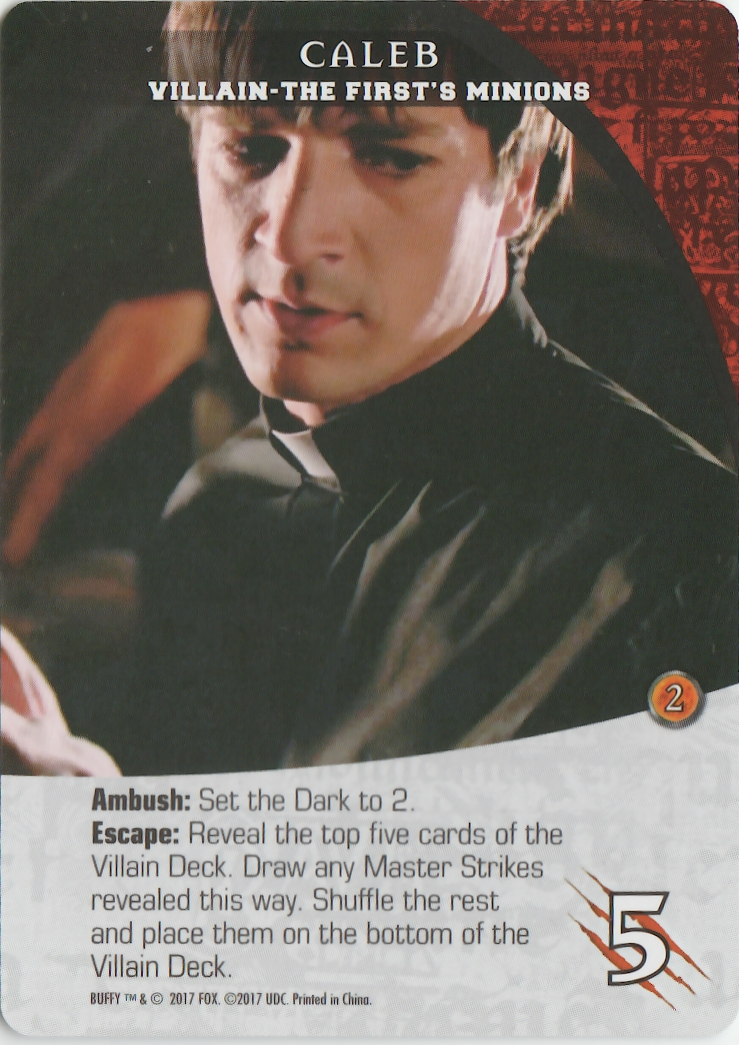 CALEB
VILLAIN-THE FIRST'S MINIONS
2
Ambush: Set the Dark to 2.
Escape: Reveal the top five cards of the
Villain Deck. Draw any Master Strikes
revealed this way. Shuffle the rest
and place them on the bottom of the
Villain Deck.
5
BUFFY ™ & © 2017 FOX. ©2017 UDC. Printed in China.